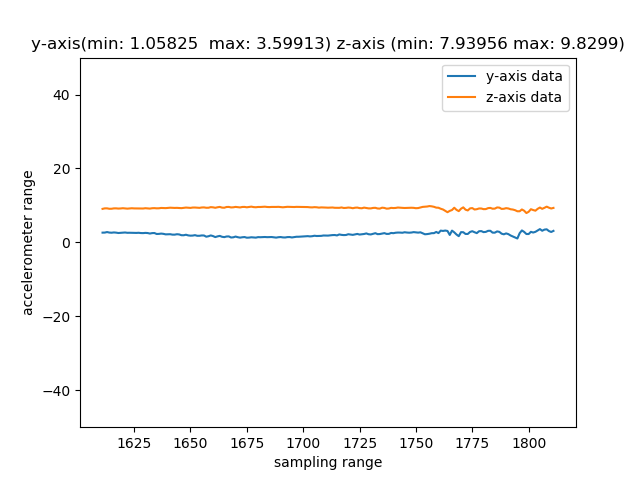 y-axis(min: 1.05825  max: 3.59913) z-axis (min: 7.93956 max: 9.8299)
y-axis data
z-axis data
accelerometer range
40
20
0
−20
−40
1625 1650 1675 1700 1725 1750 1775 1800
sampling range